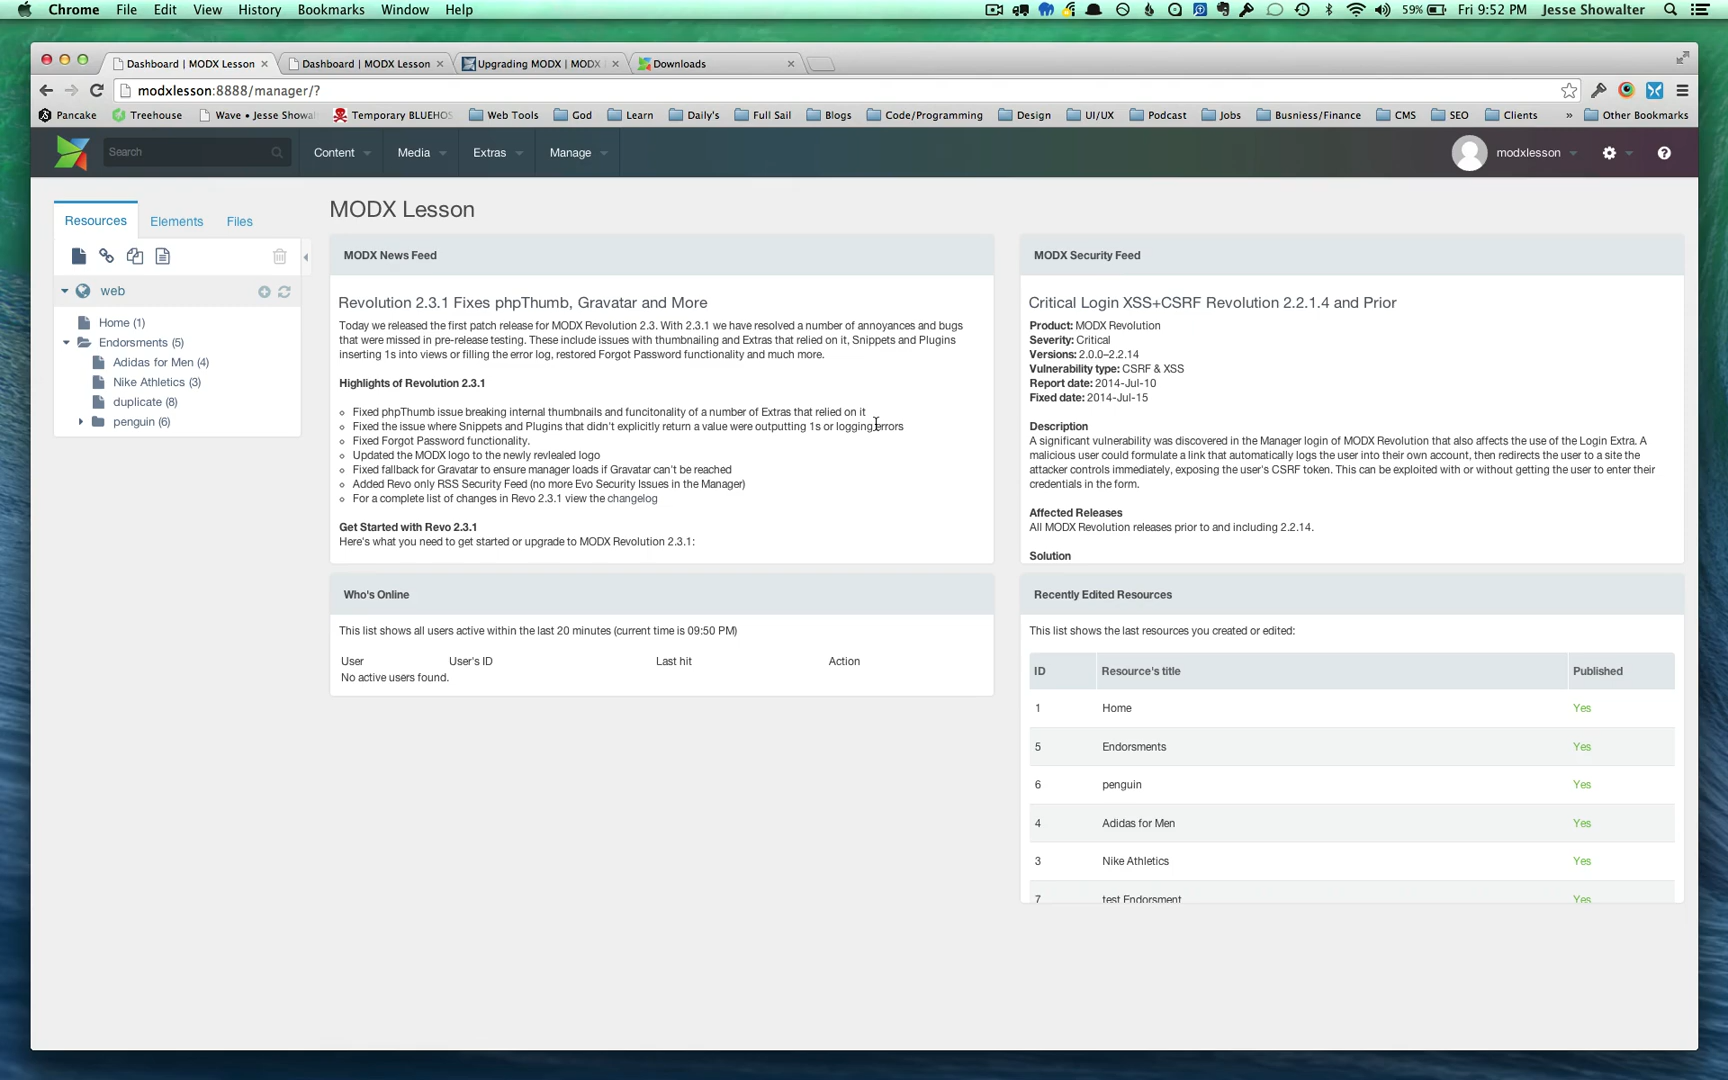 Chrome File Edit View History Bookmarks Window Help 59% Fri 9:52 PM Jesse Showalter
Dashboard | MODX Lesson Dashboard | MODX Lesson Upgrading MODX | MODX Downloads
modxlesson:8888/manager/?
Pancake Treehouse Wave • Jesse Showal Temporary BLUEHOS Web Tools God Learn Daily's Full Sail Blogs Code/Programming Design UI/UX Podcast Jobs Busniess/Finance CMS SEO Clients » Other Bookmarks
Search Content Media Extras Manage modxlesson
Resources Elements Files
web
Home (1)
Endorsments (5)
Adidas for Men (4)
Nike Athletics (3)
duplicate (8)
penguin (6)
MODX Lesson
MODX News Feed
Revolution 2.3.1 Fixes phpThumb, Gravatar and More
Today we released the first patch release for MODX Revolution 2.3. With 2.3.1 we have resolved a number of annoyances and bugs
that were missed in pre-release testing. These include issues with thumbnailing and Extras that relied on it, Snippets and Plugins
inserting 1s into views or filling the error log, restored Forgot Password functionality and much more.
Highlights of Revolution 2.3.1
Fixed phpThumb issue breaking internal thumbnails and funcitonality of a number of Extras that relied on it
Fixed the issue where Snippets and Plugins that didn't explicitly return a value were outputting 1s or logging errors
Fixed Forgot Password functionality.
Updated the MODX logo to the newly revlealed logo
Fixed fallback for Gravatar to ensure manager loads if Gravatar can't be reached
Added Revo only RSS Security Feed (no more Evo Security Issues in the Manager)
For a complete list of changes in Revo 2.3.1 view the changelog
Get Started with Revo 2.3.1
Here's what you need to get started or upgrade to MODX Revolution 2.3.1:
MODX Security Feed
Critical Login XSS+CSRF Revolution 2.2.1.4 and Prior
Product: MODX Revolution
Severity: Critical
Versions: 2.0.0–2.2.14
Vulnerability type: CSRF & XSS
Report date: 2014-Jul-10
Fixed date: 2014-Jul-15
Description
A significant vulnerability was discovered in the Manager login of MODX Revolution that also affects the use of the Login Extra. A
malicious user could formulate a link that automatically logs the user into their own account, then redirects the user to a site the
attacker controls immediately, exposing the user's CSRF token. This can be exploited with or without getting the user to enter their
credentials in the form.
Affected Releases
All MODX Revolution releases prior to and including 2.2.14.
Solution
Who's Online
This list shows all users active within the last 20 minutes (current time is 09:50 PM)
User User's ID Last hit Action
No active users found.
Recently Edited Resources
This list shows the last resources you created or edited:
ID Resource's title Published
1 Home Yes
5 Endorsments Yes
6 penguin Yes
4 Adidas for Men Yes
3 Nike Athletics Yes
7 test Endorsment Yes